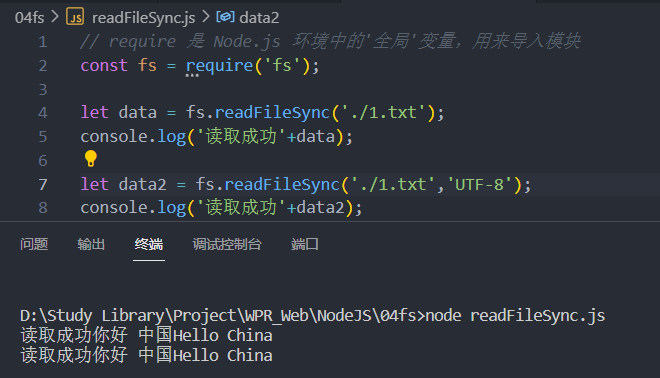 04fs > JS readFileSync.js > data2
1 // require 是 Node.js 环境中的'全局'变量，用来导入模块
2 const fs = require('fs');
3
4 let data = fs.readFileSync('./1.txt');
5 console.log('读取成功'+data);
6
7 let data2 = fs.readFileSync('./1.txt','UTF-8');
8 console.log('读取成功'+data2);
问题 输出 终端 调试控制台 端口
D:\Study Library\Project\WPR_Web\NodeJS\04fs>node readFileSync.js
读取成功你好 中国Hello China
读取成功你好 中国Hello China